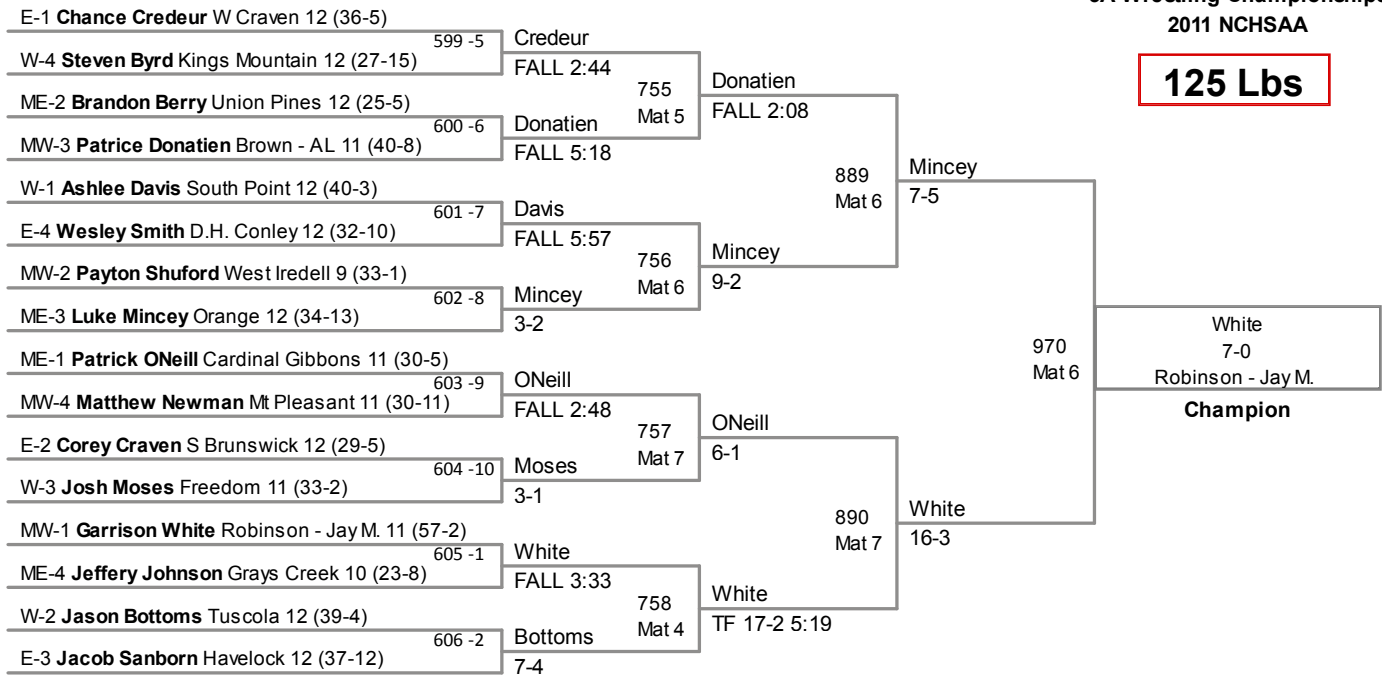 2011 NCHSAA
125 Lbs
E-1 Chance Credeur W Craven 12 (36-5)
599 -5
W-4 Steven Byrd Kings Mountain 12 (27-15)
ME-2 Brandon Berry Union Pines 12 (25-5)
600 -6
MW-3 Patrice Donatien Brown - AL 11 (40-8)
W-1 Ashlee Davis South Point 12 (40-3)
601 -7
E-4 Wesley Smith D.H. Conley 12 (32-10)
MW-2 Payton Shuford West Iredell 9 (33-1)
602 -8
ME-3 Luke Mincey Orange 12 (34-13)
ME-1 Patrick ONeill Cardinal Gibbons 11 (30-5)
603 -9
MW-4 Matthew Newman Mt Pleasant 11 (30-11)
E-2 Corey Craven S Brunswick 12 (29-5)
604 -10
W-3 Josh Moses Freedom 11 (33-2)
MW-1 Garrison White Robinson - Jay M. 11 (57-2)
605 -1
ME-4 Jeffery Johnson Grays Creek 10 (23-8)
W-2 Jason Bottoms Tuscola 12 (39-4)
606 -2
E-3 Jacob Sanborn Havelock 12 (37-12)
Credeur
FALL 2:44
755
Mat 5
Donatien
FALL 5:18
Davis
FALL 5:57
756
Mat 6
Mincey
3-2
ONeill
FALL 2:48
757
Mat 7
Moses
3-1
White
FALL 3:33
758
Mat 4
Bottoms
7-4
Donatien
FALL 2:08
889
Mat 6
Mincey
9-2
ONeill
6-1
890
Mat 7
White
TF 17-2 5:19
Mincey
7-5
970
Mat 6
White
16-3
White
7-0
Robinson - Jay M.
Champion